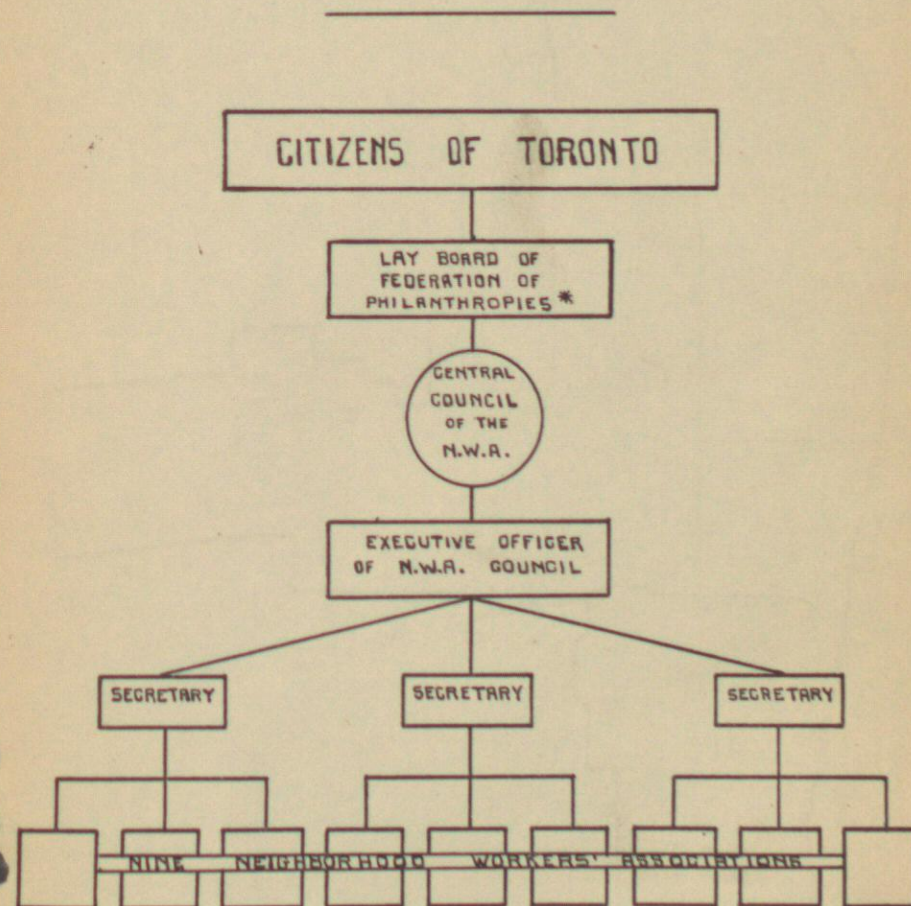 CITIZENS OF TORONTO
LAY BOARD OF
FEDERATION OF
PHILANTHROPIES*
CENTRAL
COUNCIL
OF THE
N.W.A.
EXECUTIVE OFFICER
OF N.W.A. COUNCIL
SECRETARY
SECRETARY
SECRETARY
NINE NEIGHBORHOOD WORKERS' ASSOCIATIONS